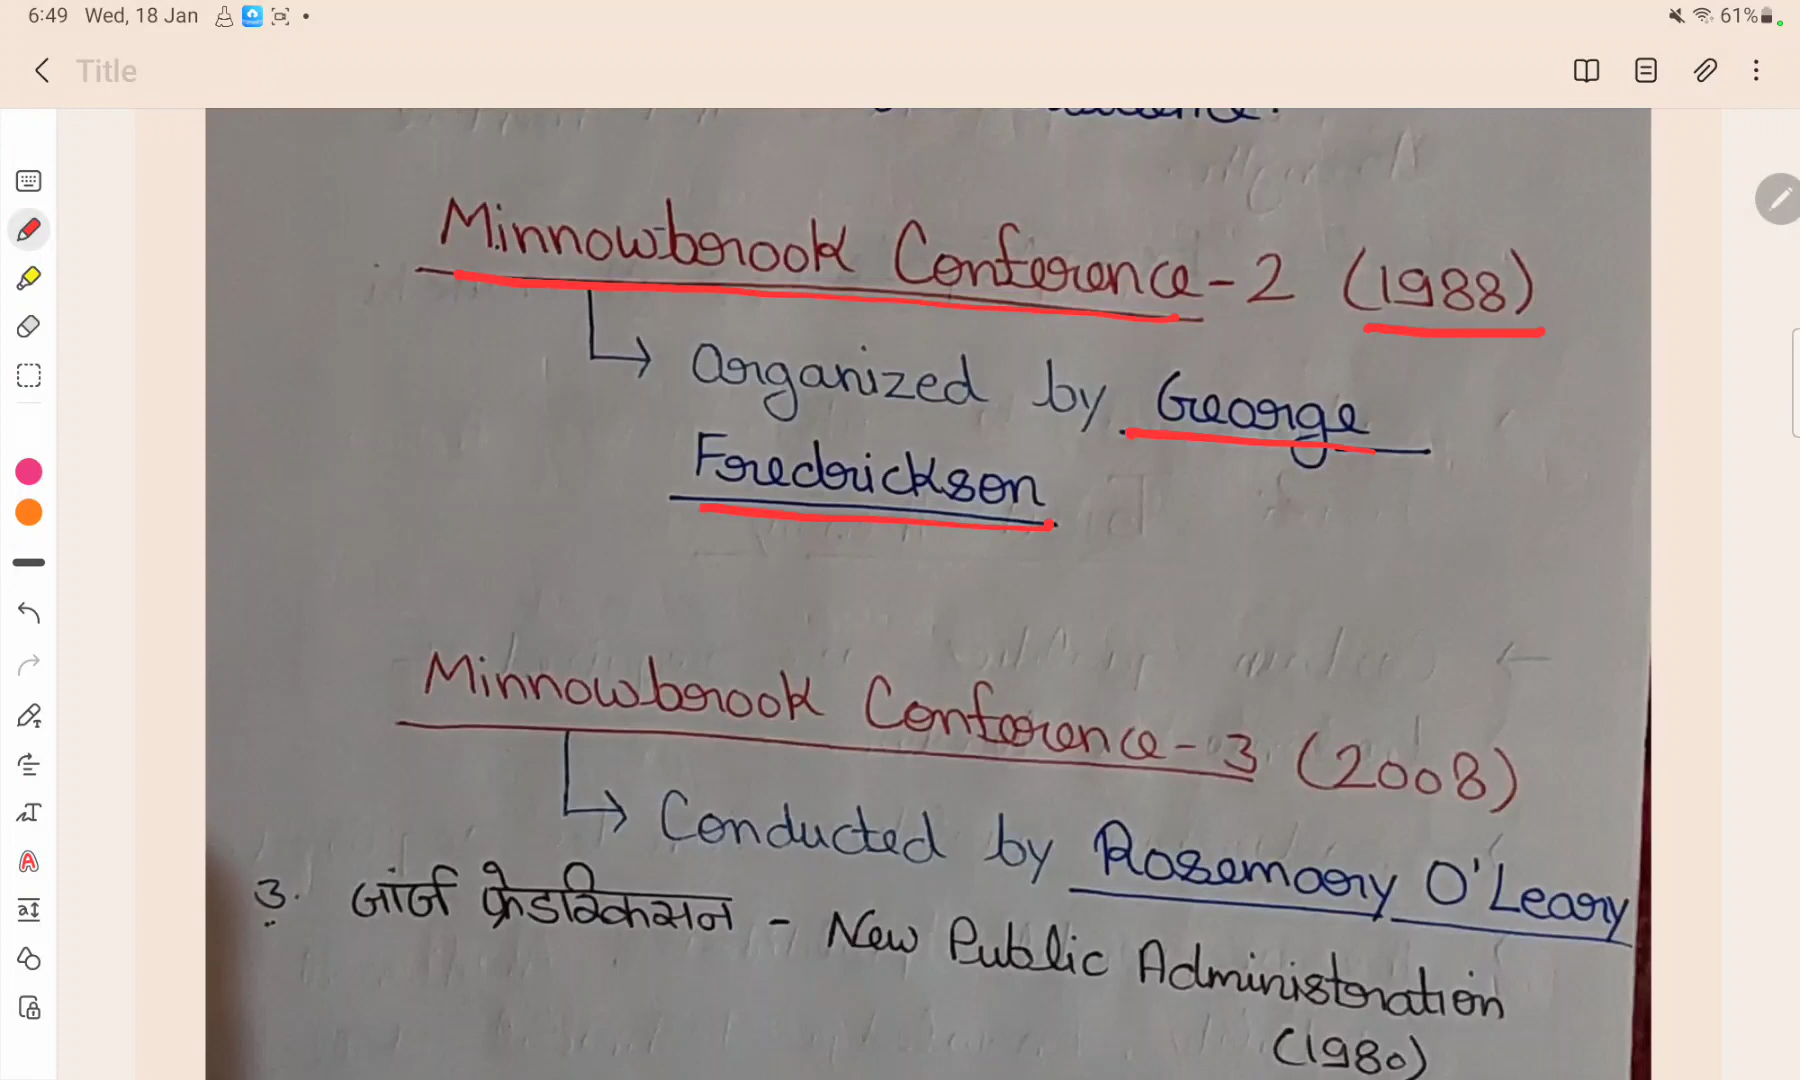 6:49 Wed, 18 Jan
61%
Title
Minnowbrook Conference-2 (1988)
Organized by George
Fredrickson
Minnowbrook Conference-3 (2008)
Conducted by Rosemary O'Leary
3. जॉर्ज फ्रेडरिकसन - New Public Administration
(1980)